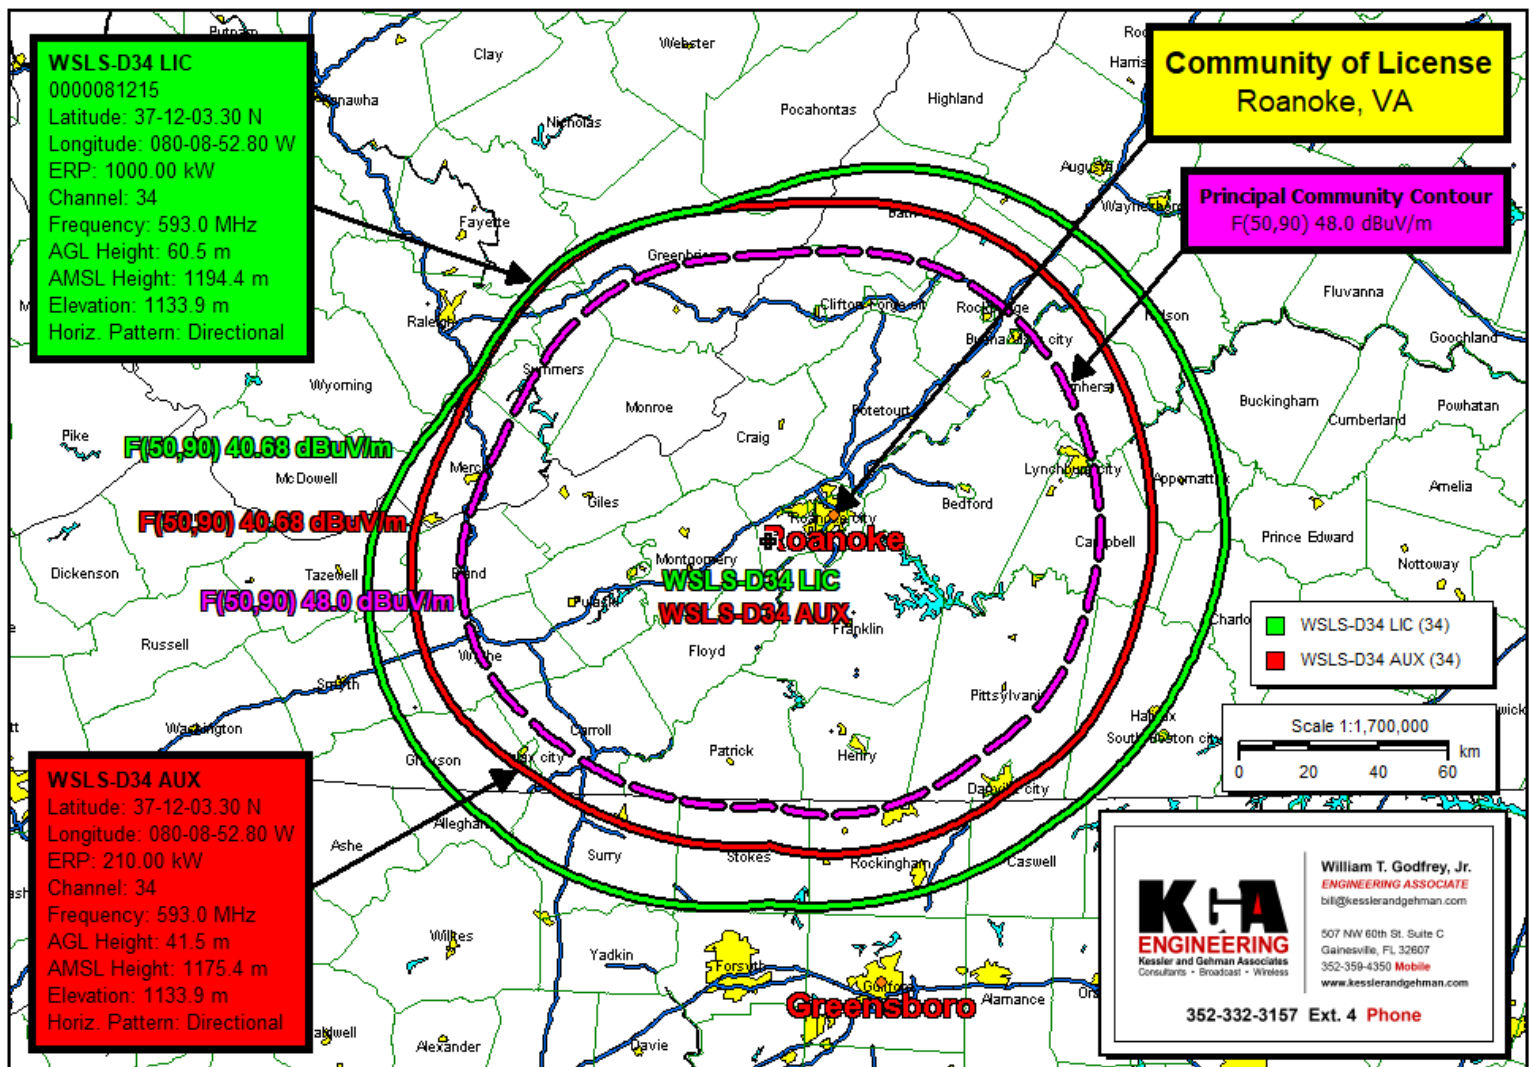 WSLS-D34 LIC
0000081215
Latitude: 37-12-03.30 N
Longitude: 080-08-52.80 W
ERP: 1000.00 kW
Channel: 34
Frequency: 593.0 MHz
AGL Height: 60.5 m
AMSL Height: 1194.4 m
Elevation: 1133.9 m
Horiz. Pattern: Directional
Community of License
Roanoke, VA
Principal Community Contour
F(50,90) 48.0 dBuV/m
Clay
Webster
Pocahontas
Highland
Nicholas
Fayette
Fluvanna
Goochland
Summers
Wyoming
Monroe
Buckingham
Cumberland
Powhatan
Craig
Pike
F(50,90) 40.68 dBuV/m
McDowell
Giles
Lynchburg city
Bedford
Amelia
F(50,90) 40.68 dBuV/m
Roanoke city
Roanoke
Campbell
Prince Edward
Montgomery
Dickenson
Tazewell
Nottoway
WSLS-D34 LIC
F(50,90) 48.0 dBuV/m
WSLS-D34 AUX
Franklin
Russell
Floyd
WSLS-D34 LIC (34)
WSLS-D34 AUX (34)
Smyth
Washington
Carroll
Patrick
Henry
Danville city
Scale 1:1,700,000
0 20 40 60 km
WSLS-D34 AUX
Latitude: 37-12-03.30 N
Longitude: 080-08-52.80 W
ERP: 210.00 kW
Channel: 34
Frequency: 593.0 MHz
AGL Height: 41.5 m
AMSL Height: 1175.4 m
Elevation: 1133.9 m
Horiz. Pattern: Directional
Ashe
Surry
Stokes
Rockingham
Caswell
Wilkes
Yadkin
Forsyth
Guilford
Greensboro
Alamance
Alexander
Davie
KGA
ENGINEERING
Kessler and Gehman Associates
Consultants • Broadcast • Wireless
William T. Godfrey, Jr.
ENGINEERING ASSOCIATE
bill@kesslerandgehman.com
507 NW 60th St. Suite C
Gainesville, FL 32607
352-359-4350 Mobile
www.kesslerandgehman.com
352-332-3157 Ext. 4 Phone